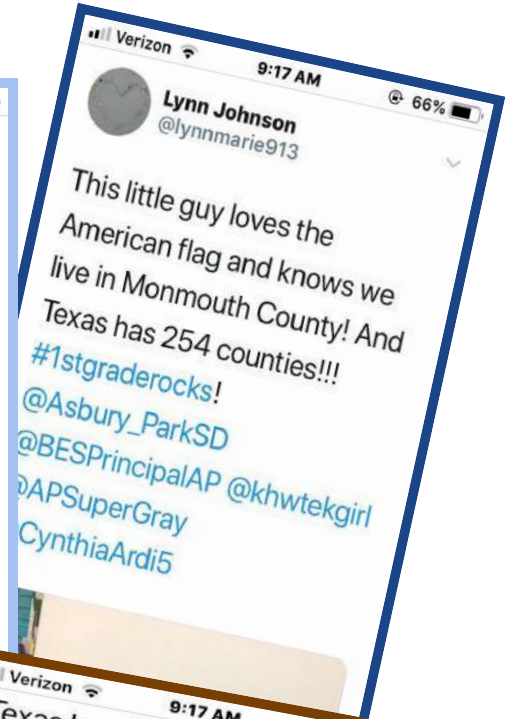 Verizon 9:17 AM 66%
Lynn Johnson
@lynnmarie913
This little guy loves the
American flag and knows we
live in Monmouth County! And
Texas has 254 counties!!!
#1stgraderocks!
@Asbury_ParkSD
@BESPrincipalAP @khwtekgirl
@APSuperGray
CynthiaArdi5
Verizon 9:17 AM